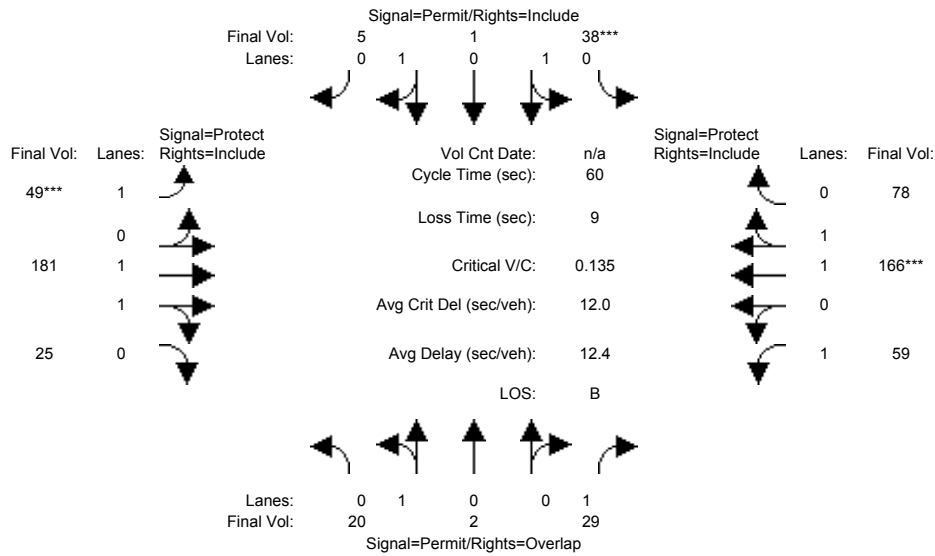 Signal=Permit/Rights=Include
Final Vol: 5 1 38***
Lanes: 0 1 0 1 0
Signal=Protect
Final Vol: Lanes: Rights=Include
Vol Cnt Date: n/a
Signal=Protect
Rights=Include Lanes: Final Vol:
Cycle Time (sec): 60
49*** 1
0 78
Loss Time (sec): 9
0
1
181 1
Critical V/C: 0.135
1 166***
1
Avg Crit Del (sec/veh): 12.0
0
25 0
Avg Delay (sec/veh): 12.4
1 59
LOS: B
Lanes: 0 1 0 0 1
Final Vol: 20 2 29
Signal=Permit/Rights=Overlap